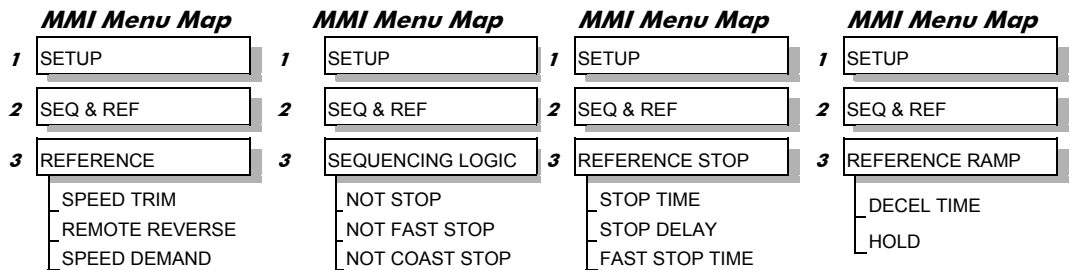 MMI Menu Map
1 SETUP
2 SEQ & REF
3 REFERENCE
SPEED TRIM
REMOTE REVERSE
SPEED DEMAND
MMI Menu Map
1 SETUP
2 SEQ & REF
3 SEQUENCING LOGIC
NOT STOP
NOT FAST STOP
NOT COAST STOP
MMI Menu Map
1 SETUP
2 SEQ & REF
3 REFERENCE STOP
STOP TIME
STOP DELAY
FAST STOP TIME
MMI Menu Map
1 SETUP
2 SEQ & REF
3 REFERENCE RAMP
DECEL TIME
HOLD